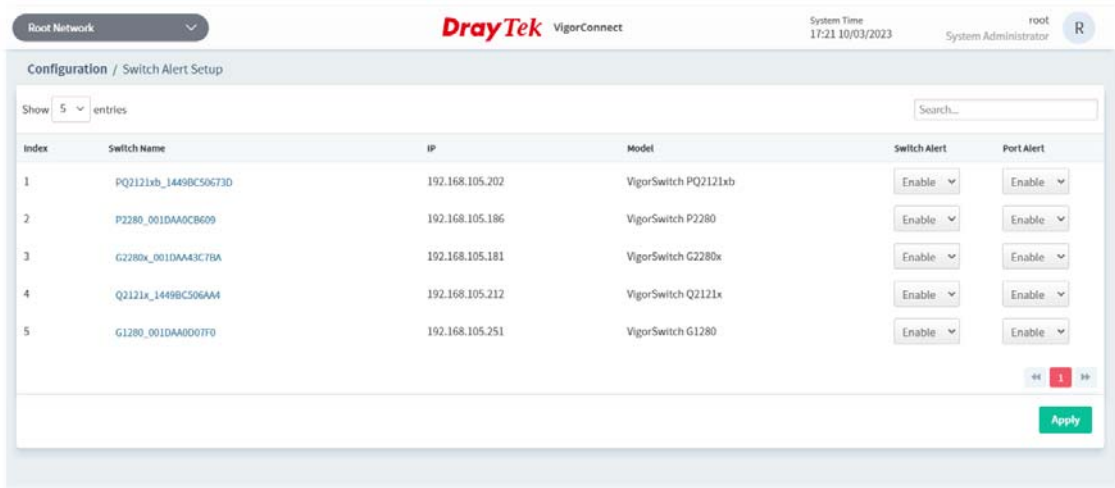 Root Network
DrayTek VigorConnect
System Time
17:21 10/03/2023
root
System Administrator
R
Configuration / Switch Alert Setup
Show 5 entries
Search...
Index Switch Name IP Model Switch Alert Port Alert
1 PQ2121xb_1449BC50673D 192.168.105.202 VigorSwitch PQ2121xb Enable Enable
2 P2280_001DAA0CB609 192.168.105.186 VigorSwitch P2280 Enable Enable
3 G2280x_001DAA43C7BA 192.168.105.181 VigorSwitch G2280x Enable Enable
4 Q2121x_1449BC506AA4 192.168.105.212 VigorSwitch Q2121x Enable Enable
5 G1280_001DAA0D07F0 192.168.105.251 VigorSwitch G1280 Enable Enable
1
Apply